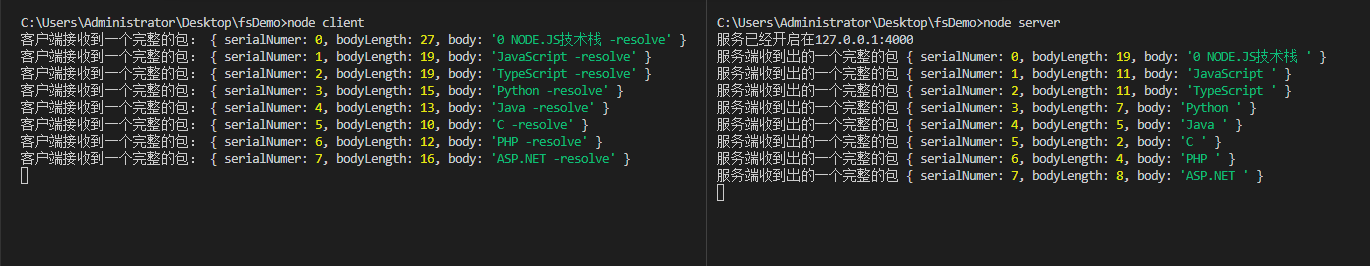 C:\Users\Administrator\Desktop\fsDemo>node client
客户端接收到一个完整的包： { serialNumer: 0, bodyLength: 27, body: '0 NODE.JS技术栈 -resolve' }
客户端接收到一个完整的包： { serialNumer: 1, bodyLength: 19, body: 'JavaScript -resolve' }
客户端接收到一个完整的包： { serialNumer: 2, bodyLength: 19, body: 'TypeScript -resolve' }
客户端接收到一个完整的包： { serialNumer: 3, bodyLength: 15, body: 'Python -resolve' }
客户端接收到一个完整的包： { serialNumer: 4, bodyLength: 13, body: 'Java -resolve' }
客户端接收到一个完整的包： { serialNumer: 5, bodyLength: 10, body: 'C -resolve' }
客户端接收到一个完整的包： { serialNumer: 6, bodyLength: 12, body: 'PHP -resolve' }
客户端接收到一个完整的包： { serialNumer: 7, bodyLength: 16, body: 'ASP.NET -resolve' }
C:\Users\Administrator\Desktop\fsDemo>node server
服务已经开启在127.0.0.1:4000
服务端收到出的一个完整的包 { serialNumer: 0, bodyLength: 19, body: '0 NODE.JS技术栈 ' }
服务端收到出的一个完整的包 { serialNumer: 1, bodyLength: 11, body: 'JavaScript ' }
服务端收到出的一个完整的包 { serialNumer: 2, bodyLength: 11, body: 'TypeScript ' }
服务端收到出的一个完整的包 { serialNumer: 3, bodyLength: 7, body: 'Python ' }
服务端收到出的一个完整的包 { serialNumer: 4, bodyLength: 5, body: 'Java ' }
服务端收到出的一个完整的包 { serialNumer: 5, bodyLength: 2, body: 'C ' }
服务端收到出的一个完整的包 { serialNumer: 6, bodyLength: 4, body: 'PHP ' }
服务端收到出的一个完整的包 { serialNumer: 7, bodyLength: 8, body: 'ASP.NET ' }